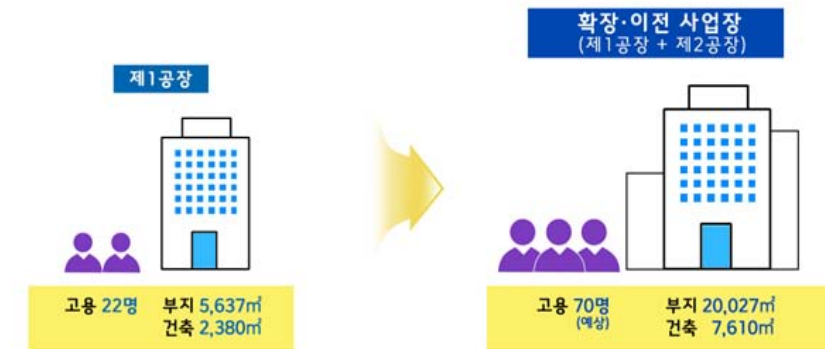 제1공장
고용 22명 부지 5,637㎡
건축 2,380㎡
확장·이전 사업장
(제1공장 + 제2공장)
고용 70명 부지 20,027㎡
(예상) 건축 7,610㎡